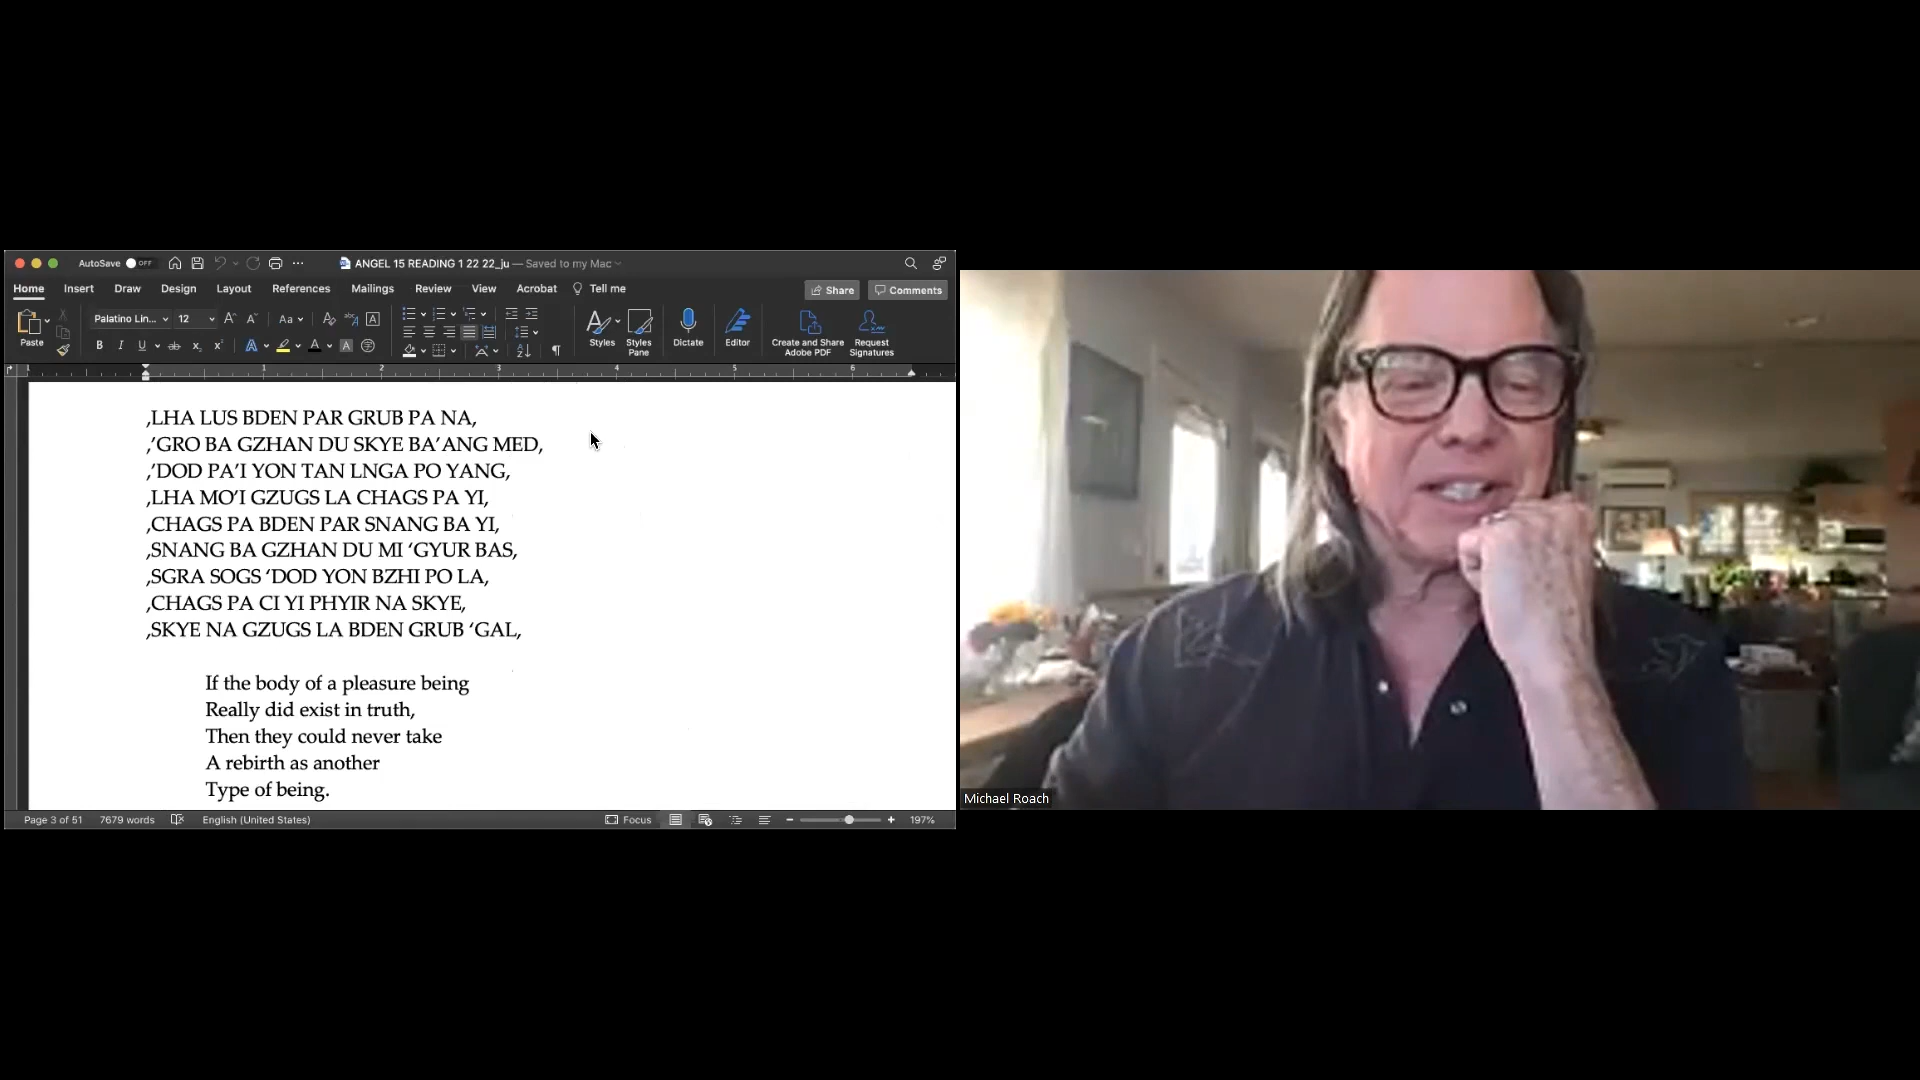 AutoSave OFF ANGEL 15 READING 1 22 22_ju — Saved to my Mac
Home Insert Draw Design Layout References Mailings Review View Acrobat Tell me Share Comments
Palatino Lin... 12
Paste Styles Styles Pane Dictate Editor Create and Share Adobe PDF Request Signatures
,LHA LUS BDEN PAR GRUB PA NA,
,’GRO BA GZHAN DU SKYE BA’ANG MED,
,’DOD PA’I YON TAN LNGA PO YANG,
,LHA MO’I GZUGS LA CHAGS PA YI,
,CHAGS PA BDEN PAR SNANG BA YI,
,SNANG BA GZHAN DU MI ‘GYUR BAS,
,SGRA SOGS ‘DOD YON BZHI PO LA,
,CHAGS PA CI YI PHYIR NA SKYE,
,SKYE NA GZUGS LA BDEN GRUB ‘GAL,
If the body of a pleasure being
Really did exist in truth,
Then they could never take
A rebirth as another
Type of being.
Page 3 of 51 7679 words English (United States) Focus 197%
Michael Roach